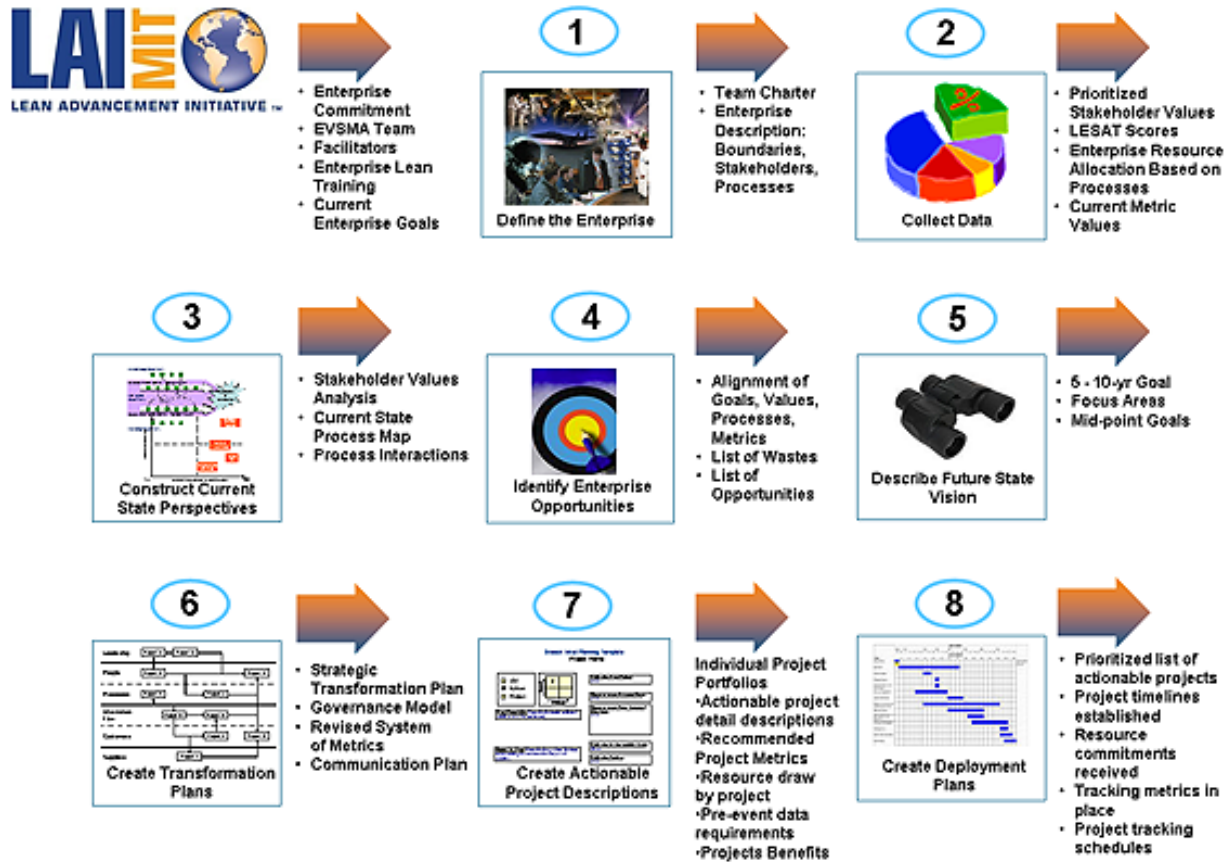 LAI MIT
LEAN ADVANCEMENT INITIATIVE ™
• Enterprise
Commitment
• EVSMA Team
• Facilitators
• Enterprise Lean
Training
• Current
Enterprise Goals
1
Define the Enterprise
• Team Charter
• Enterprise
Description:
Boundaries,
Stakeholders,
Processes
2
%
Collect Data
• Prioritized
Stakeholder Values
• LESAT Scores
• Enterprise Resource
Allocation Based on
Processes
• Current Metric
Values
3
Construct Current
State Perspectives
• Stakeholder Values
Analysis
• Current State
Process Map
• Process Interactions
4
Identify Enterprise
Opportunities
• Alignment of
Goals, Values,
Processes,
Metrics
• List of Wastes
• List of
Opportunities
5
Describe Future State
Vision
• 5 - 10-yr Goal
• Focus Areas
• Mid-point Goals
6
Leadership
People
Processes
Customers
Suppliers
Create Transformation
Plans
• Strategic
Transformation Plan
• Governance Model
• Revised System
of Metrics
• Communication Plan
7
Create Actionable
Project Descriptions
Individual Project
Portfolios
•Actionable project
detail descriptions
•Recommended
Project Metrics
•Resource draw
by project
•Pre-event data
requirements
•Projects Benefits
8
Create Deployment
Plans
• Prioritized list of
actionable projects
• Project timelines
established
• Resource
commitments
received
• Tracking metrics in
place
• Project tracking
schedules